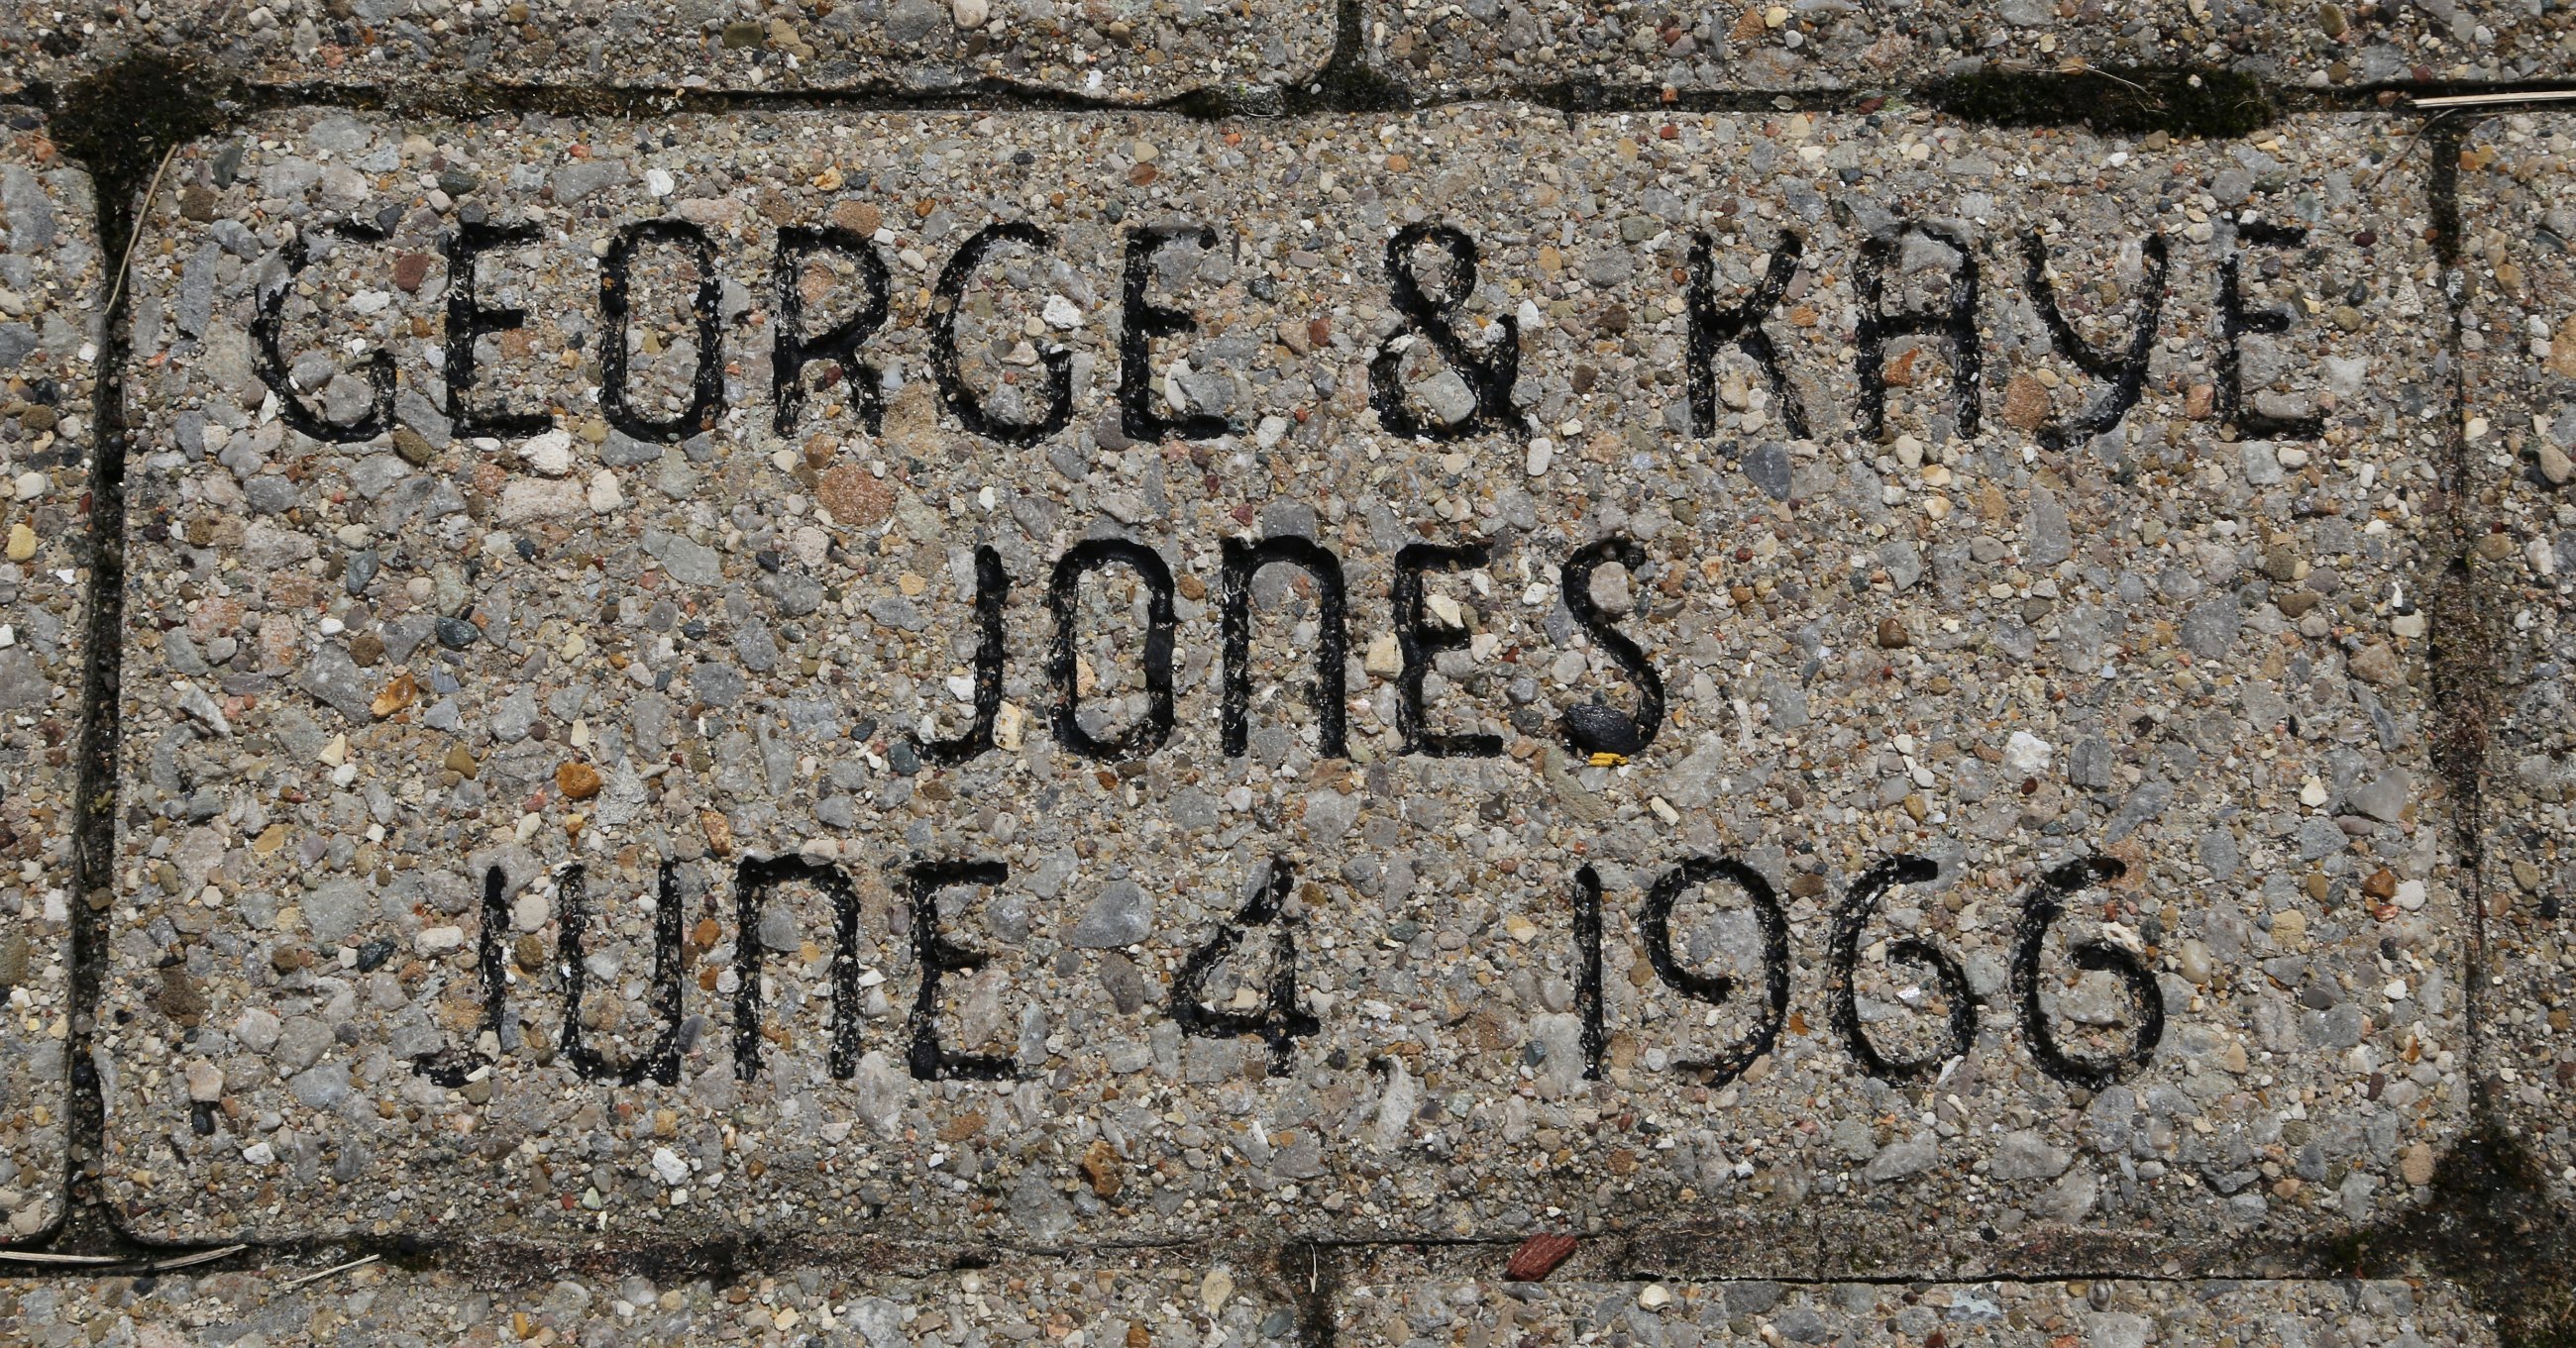 GEORGE & KAYE
JONES
JUNE 4, 1966